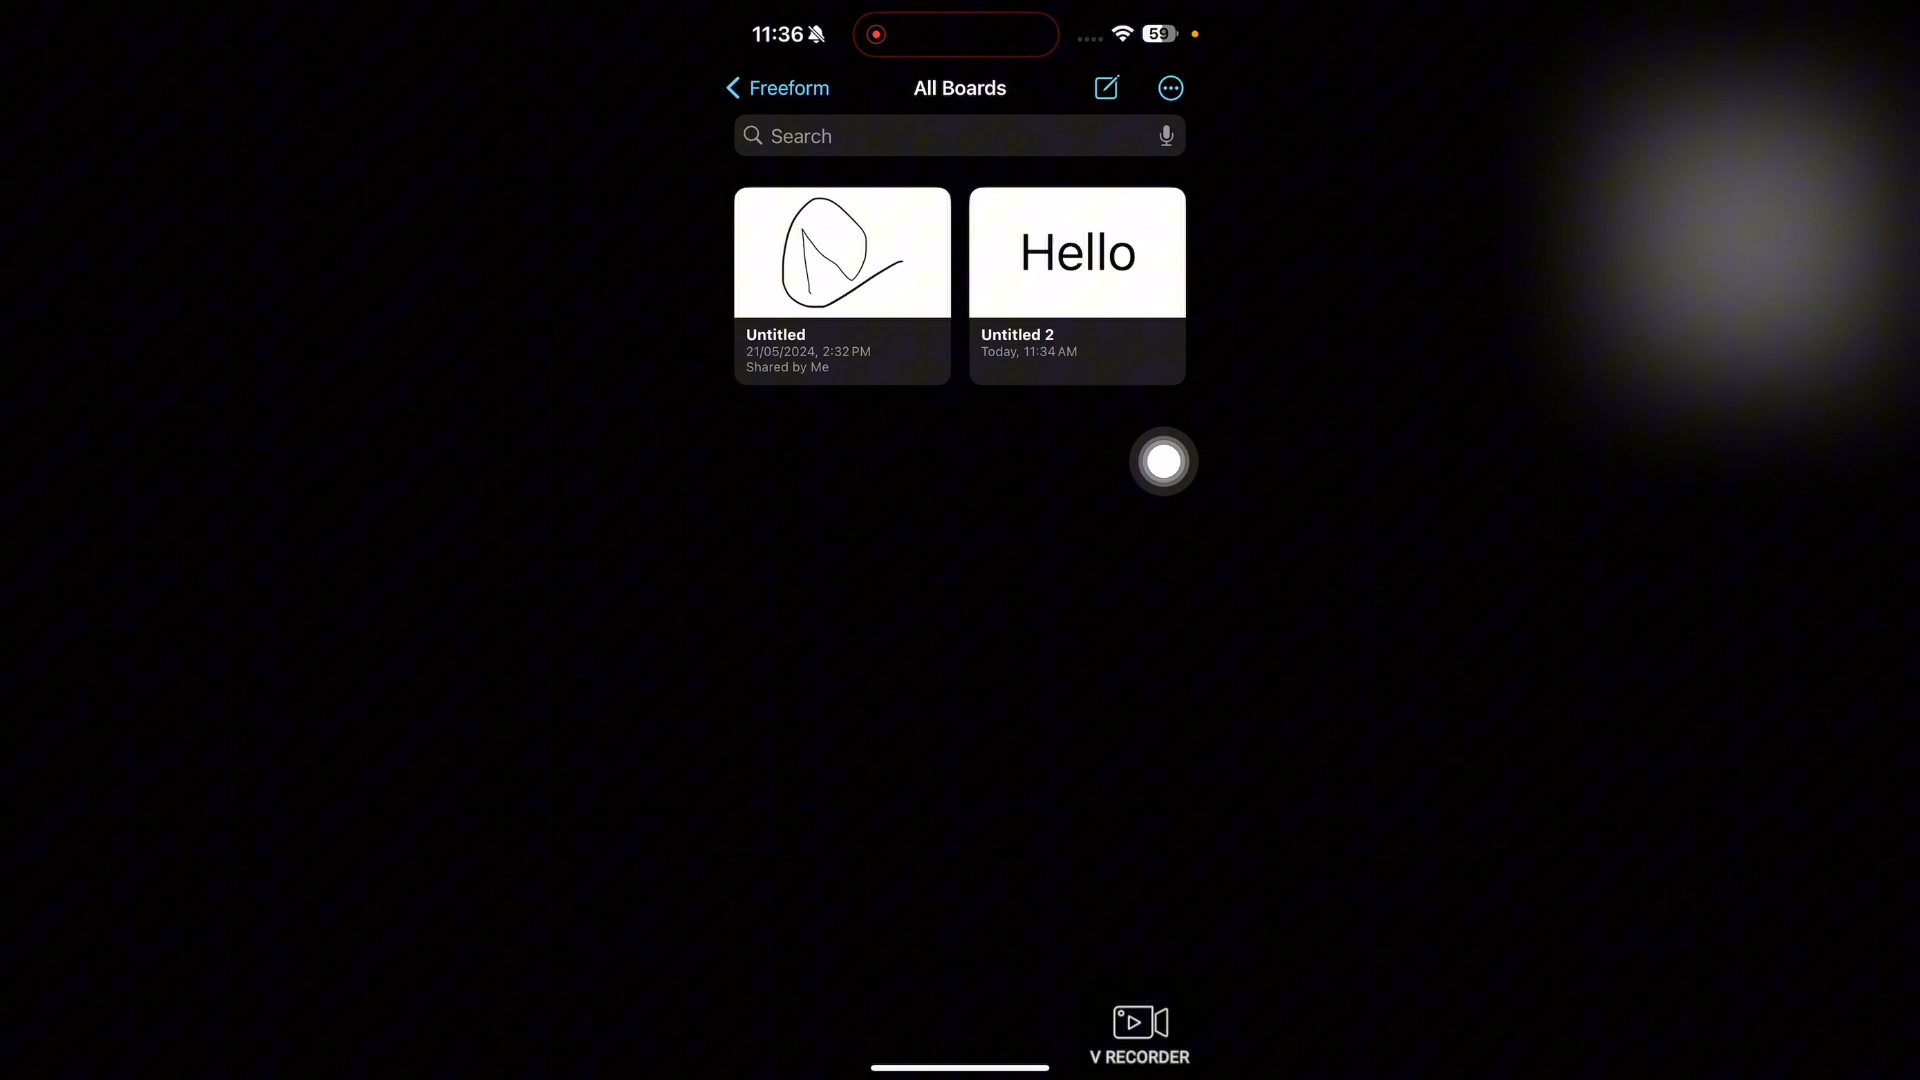 11:36
59
Freeform
All Boards
Search
Hello
Untitled
21/05/2024, 2:32 PM
Shared by Me
Untitled 2
Today, 11:34 AM
V RECORDER